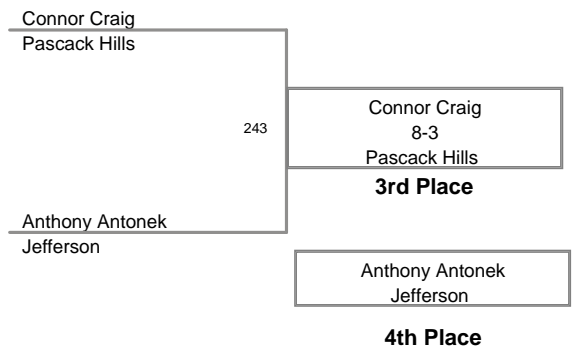 Connor Craig
Pascack Hills
243
Connor Craig
8-3
Pascack Hills
3rd Place
Anthony Antonek
Jefferson
Anthony Antonek
Jefferson
4th Place